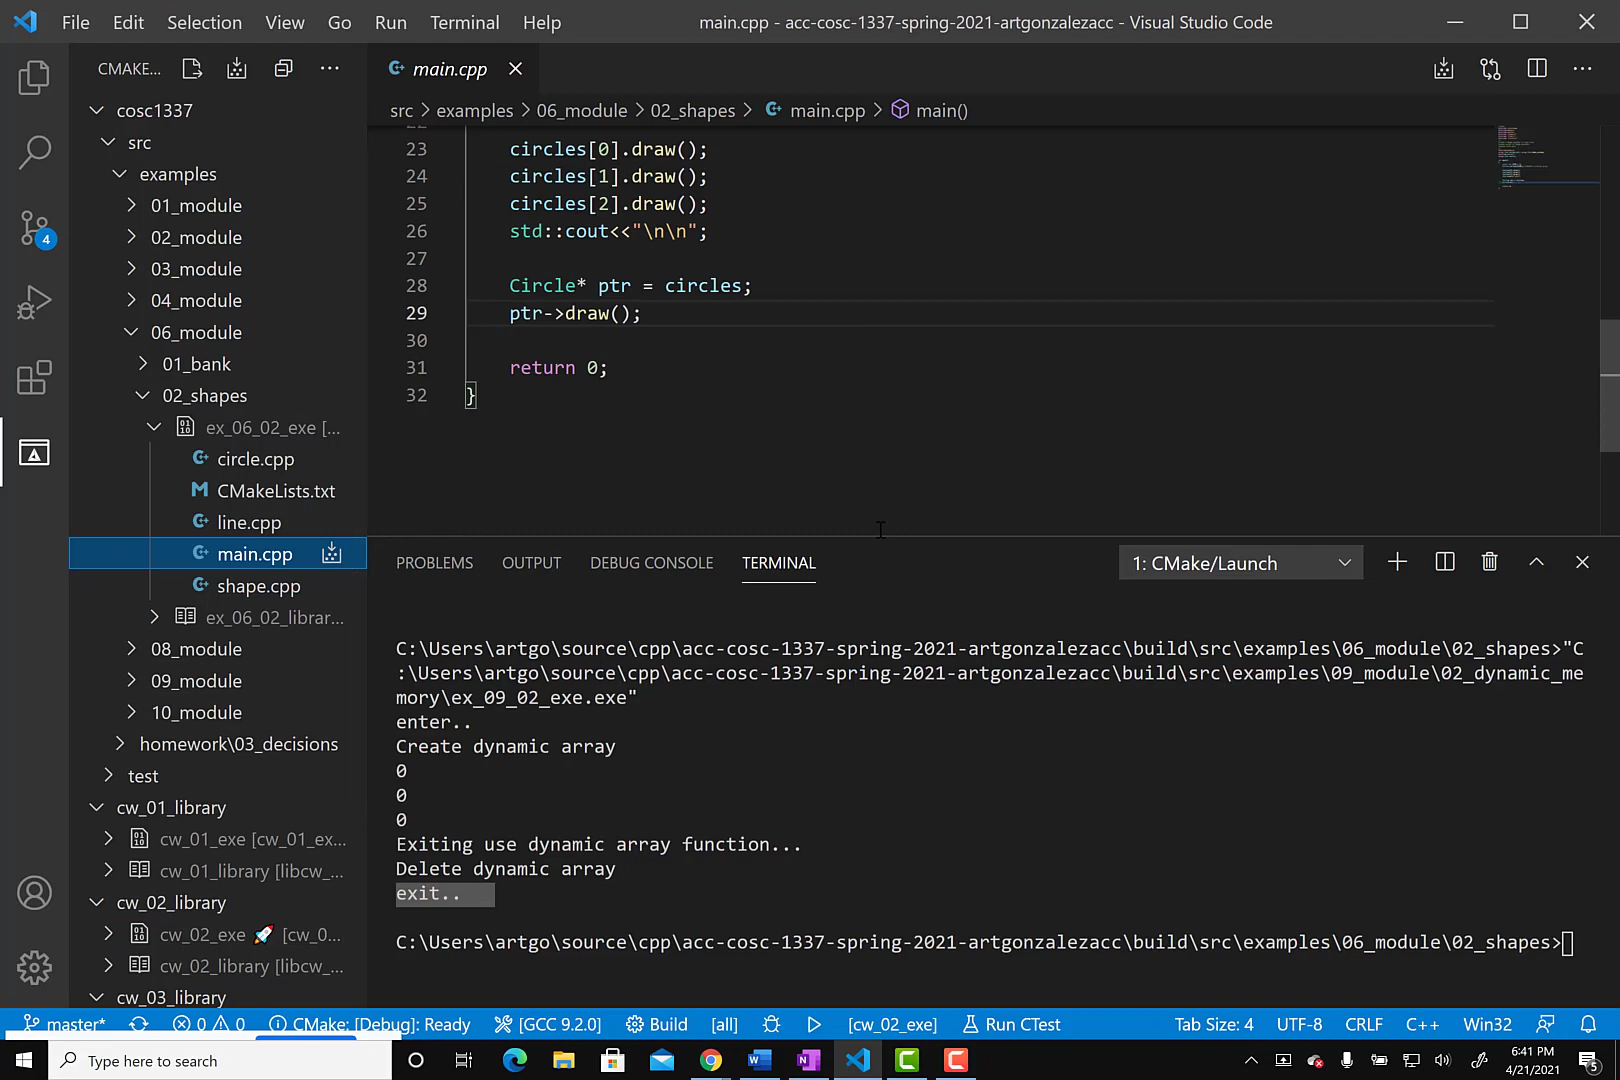 File Edit Selection View Go Run Terminal Help
main.cpp - acc-cosc-1337-spring-2021-artgonzalezacc - Visual Studio Code
CMAKE...
main.cpp
src > examples > 06_module > 02_shapes > main.cpp > main()
cosc1337
src
examples
01_module
02_module
03_module
04_module
06_module
01_bank
02_shapes
ex_06_02_exe [...
circle.cpp
CMakeLists.txt
line.cpp
main.cpp
shape.cpp
ex_06_02_librar...
08_module
09_module
10_module
homework\03_decisions
test
cw_01_library
cw_01_exe [cw_01_ex...
cw_01_library [libcw_...
cw_02_library
cw_02_exe 🚀 [cw_0...
cw_02_library [libcw_...
cw_03_library
4
23 circles[0].draw();
24 circles[1].draw();
25 circles[2].draw();
26 std::cout<<"\n\n";
27
28 Circle* ptr = circles;
29 ptr->draw();
30
31 return 0;
32 }
PROBLEMS OUTPUT DEBUG CONSOLE TERMINAL
1: CMake/Launch
C:\Users\artgo\source\cpp\acc-cosc-1337-spring-2021-artgonzalezacc\build\src\examples\06_module\02_shapes>"C
:\Users\artgo\source\cpp\acc-cosc-1337-spring-2021-artgonzalezacc\build\src\examples\09_module\02_dynamic_me
mory\ex_09_02_exe.exe"
enter..
Create dynamic array
0
0
0
Exiting use dynamic array function...
Delete dynamic array
exit..
C:\Users\artgo\source\cpp\acc-cosc-1337-spring-2021-artgonzalezacc\build\src\examples\06_module\02_shapes>
master* 0 0 CMake: [Debug]: Ready [GCC 9.2.0] Build [all] [cw_02_exe] Run CTest Tab Size: 4 UTF-8 CRLF C++ Win32
Type here to search
6:41 PM
4/21/2021
5